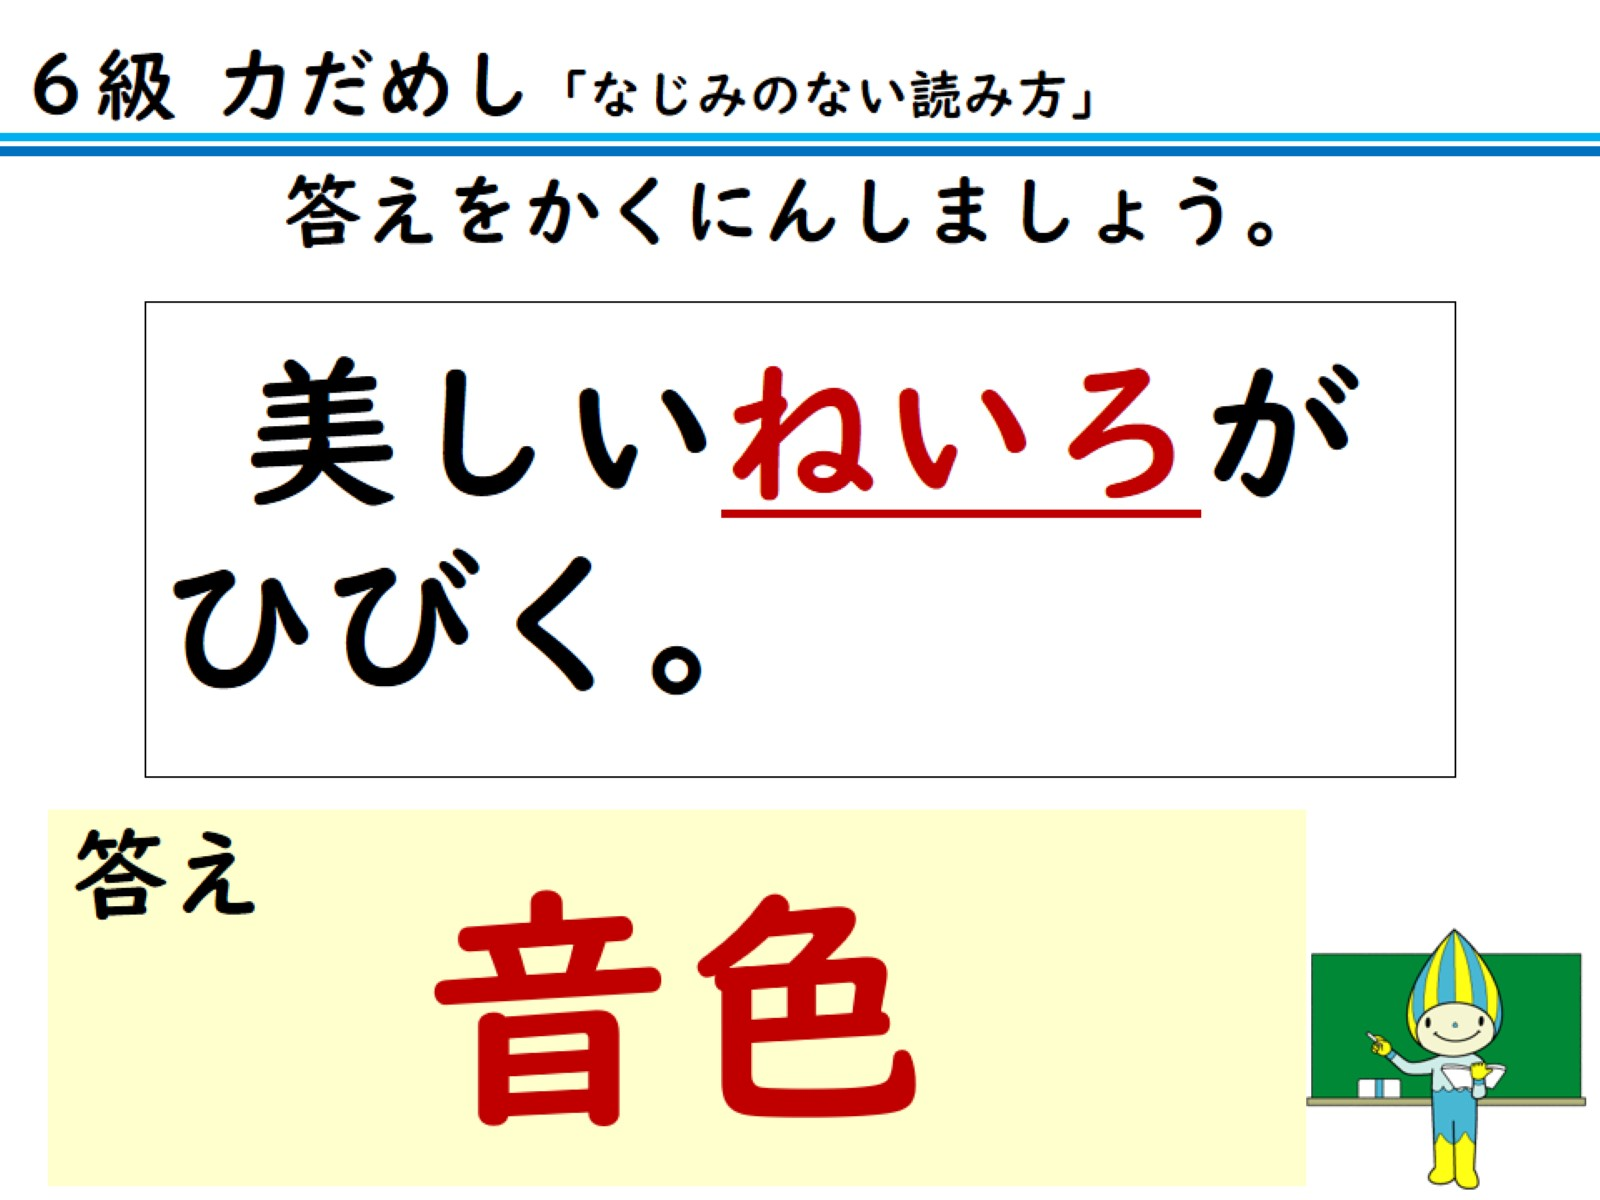 ６級 力だめし「なじみのない読み方」
答えをかくにんしましょう。
美しいねいろが
ひびく。
答え
音色